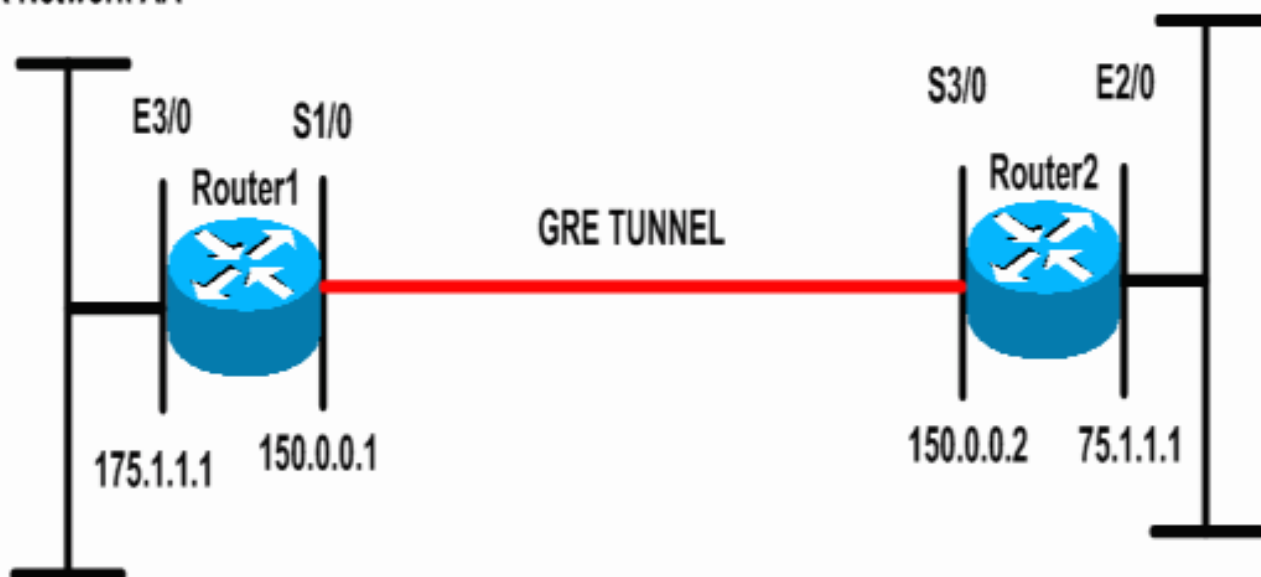 E3/0
S1/0
S3/0
E2/0
Router1
Router2
GRE TUNNEL
175.1.1.1
150.0.0.1
150.0.0.2
75.1.1.1